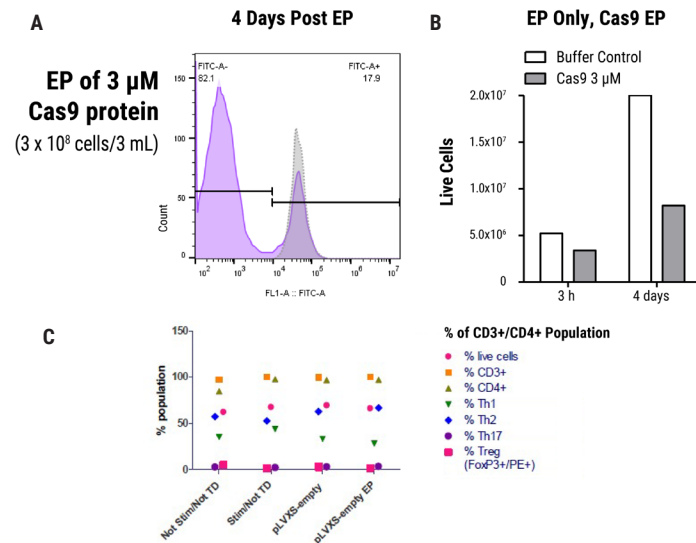 A
4 Days Post EP
EP of 3 µM
Cas9 protein
(3 x 10⁸ cells/3 mL)
FITC-A-
82.1
FITC-A+
17.9
150
100
50
0
Count
10² 10³ 10⁴ 10⁵ 10⁶ 10⁷
FL1-A :: FITC-A
B
EP Only, Cas9 EP
Buffer Control
Cas9 3 µM
2.0x10⁷
1.5x10⁷
1.0x10⁷
5.0x10⁶
0
Live Cells
3 h
4 days
C
150
100
50
0
% population
Not Stim/Not TD
Stim/Not TD
pLVXS-empty
pLVXS-empty EP
% of CD3+/CD4+ Population
% live cells
% CD3+
% CD4+
% Th1
% Th2
% Th17
% Treg
(FoxP3+/PE+)